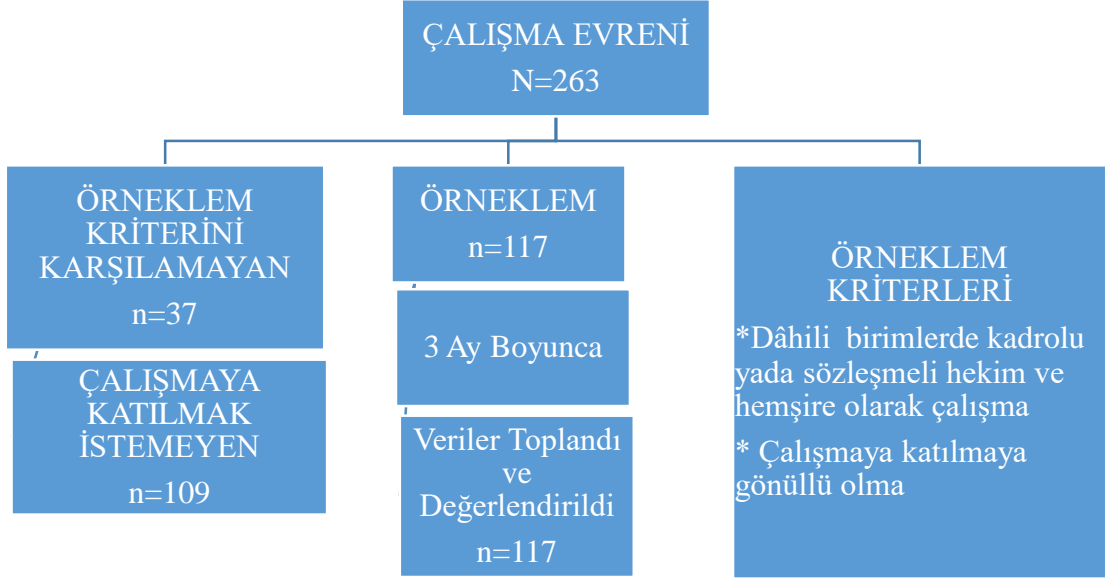 ÇALIŞMA EVRENİ
N=263
ÖRNEKLEM
KRİTERİNİ
KARŞILAMAYAN
n=37
ÇALIŞMAYA
KATILMAK
İSTEMEYEN
n=109
ÖRNEKLEM
n=117
3 Ay Boyunca
Veriler Toplandı
ve
Değerlendirildi
n=117
ÖRNEKLEM
KRİTERLERİ
*Dâhili birimlerde kadrolu
yada sözleşmeli hekim ve
hemşire olarak çalışma
* Çalışmaya katılmaya
gönüllü olma